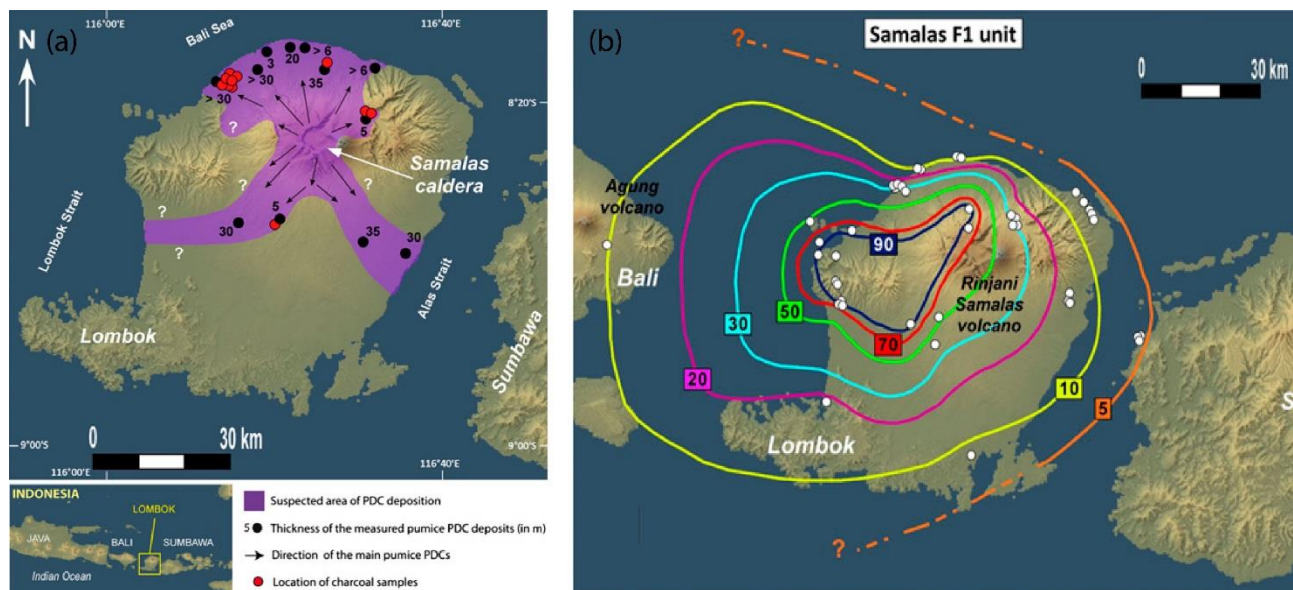 (a)
116°00'E
116°40'E
Bali Sea
N
3
20
> 6
> 6
> 30
> 30
35
5
8°20'S
?
Samalas
caldera
?
?
?
?
5
30
35
30
Lombok Strait
Alas Strait
Lombok
Sumbawa
0
30 km
9°00'S
9°00'S
116°00'E
116°40'E
INDONESIA
LOMBOK
JAVA
BALI
SUMBAWA
Indian Ocean
Suspected area of PDC deposition
5 Thickness of the measured pumice PDC deposits (in m)
Direction of the main pumice PDCs
Location of charcoal samples
(b)
?
Samalas F1 unit
0
30 km
Agung
volcano
Bali
90
Rinjani
Samalas
volcano
50
30
70
20
10
5
Lombok
S
?